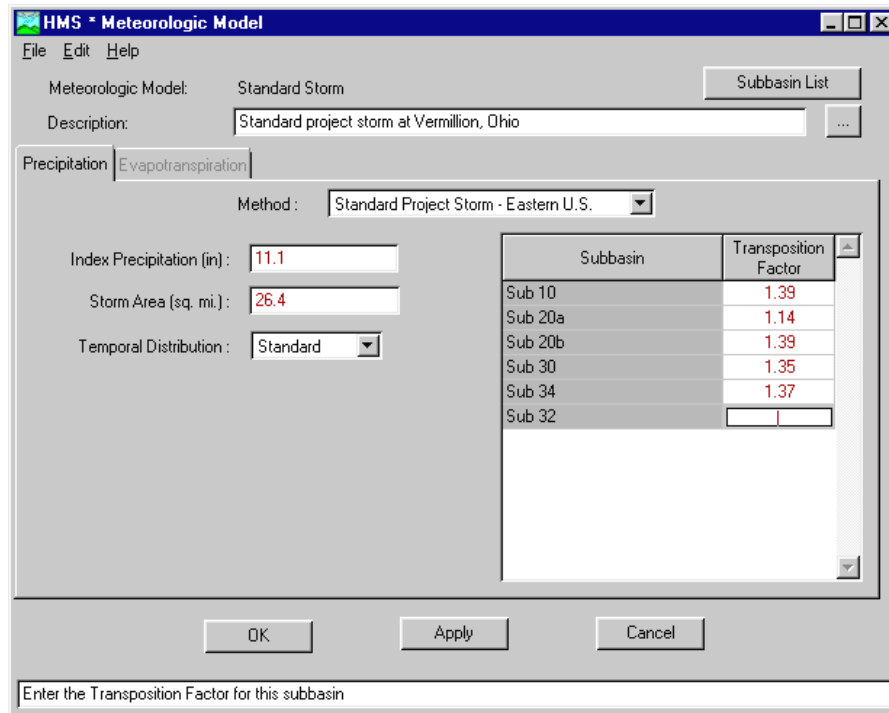 HMS * Meteorologic Model
File Edit Help
Meteorologic Model: Standard Storm Subbasin List
Description: Standard project storm at Vermillion, Ohio ...
Precipitation Evapotranspiration
Method : Standard Project Storm - Eastern U.S.
Index Precipitation (in) : 11.1
Storm Area (sq. mi.) : 26.4
Temporal Distribution : Standard
Subbasin Transposition Factor
Sub 10 1.39
Sub 20a 1.14
Sub 20b 1.39
Sub 30 1.35
Sub 34 1.37
Sub 32
OK Apply Cancel
Enter the Transposition Factor for this subbasin